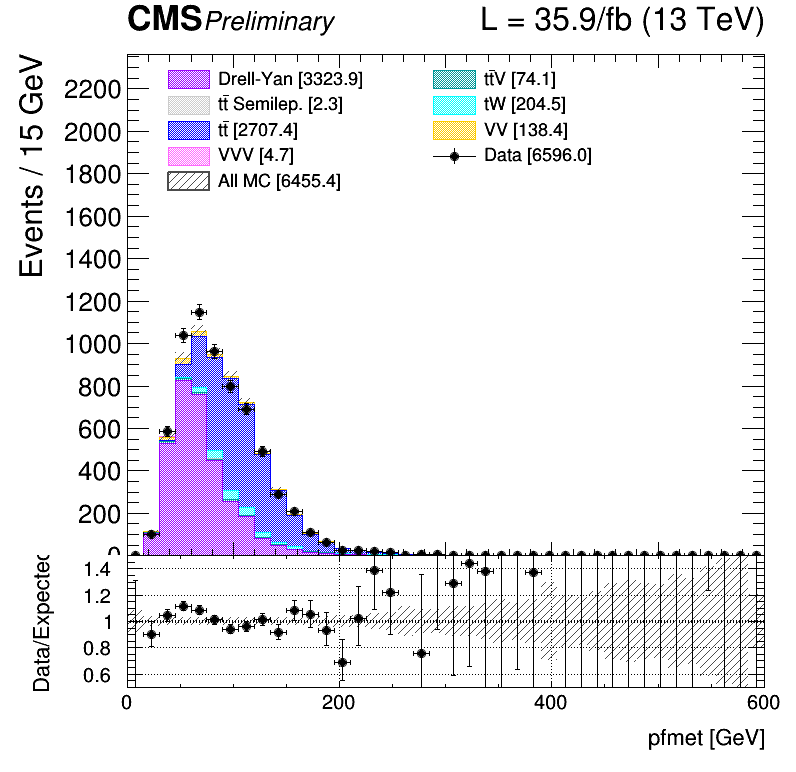 CMS Preliminary L = 35.9/fb (13 TeV)
Events / 15 GeV
Drell-Yan [3323.9]
tt̄ Semilep. [2.3]
tt̄ [2707.4]
VVV [4.7]
All MC [6455.4]
tt̄V [74.1]
tW [204.5]
VV [138.4]
Data [6596.0]
2200
2000
1800
1600
1400
1200
1000
800
600
400
200
0
Data/Expected
1.4
1.2
1
0.8
0.6
0 200 400 600
pfmet [GeV]